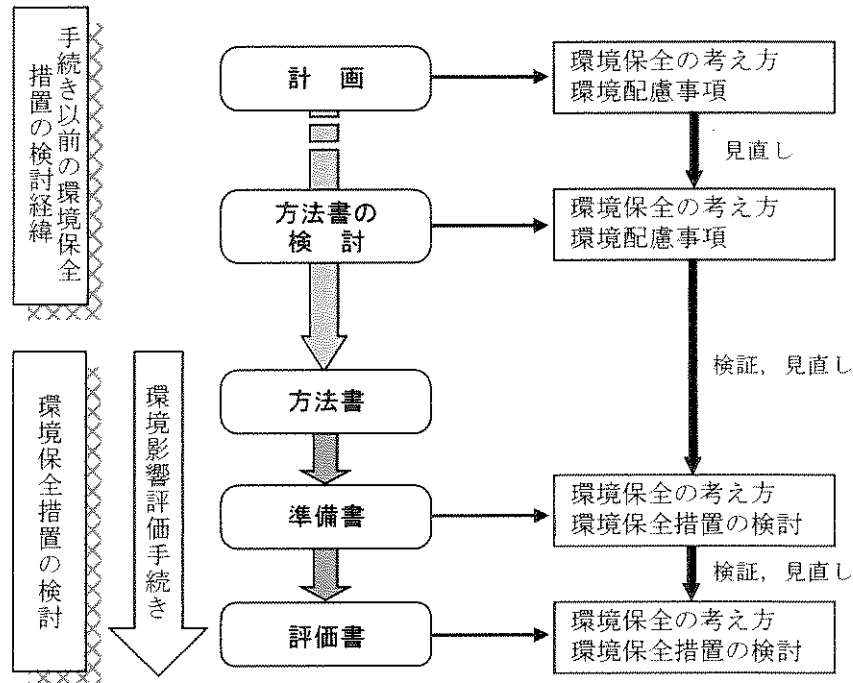 手続き以前の環境保全
措置の検討経緯
計　画
環境保全の考え方
環境配慮事項
見直し
方法書の
検　討
環境保全の考え方
環境配慮事項
検証，見直し
環境保全措置の検討
環境影響評価手続き
方法書
準備書
環境保全の考え方
環境保全措置の検討
検証，見直し
評価書
環境保全の考え方
環境保全措置の検討